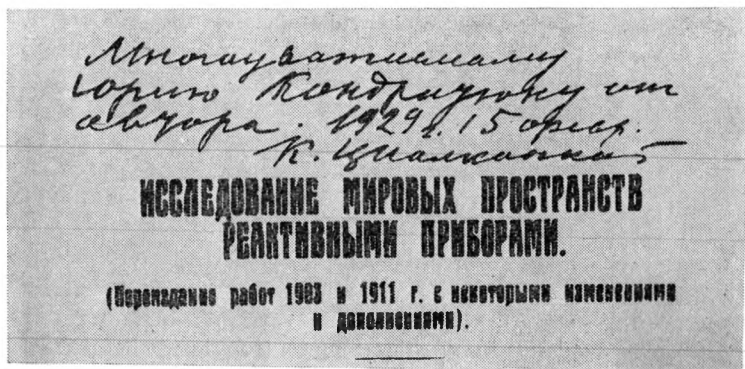 Многоуважаемому
Юрию Кондратюку от
автора. 1929 г. 15 февр.
К. Циолковский
ИССЛЕДОВАНИЕ МИРОВЫХ ПРОСТРАНСТВ
РЕАКТИВНЫМИ ПРИБОРАМИ.
(Переиздание работ 1903 и 1911 г. с некоторыми изменениями
и дополнениями).